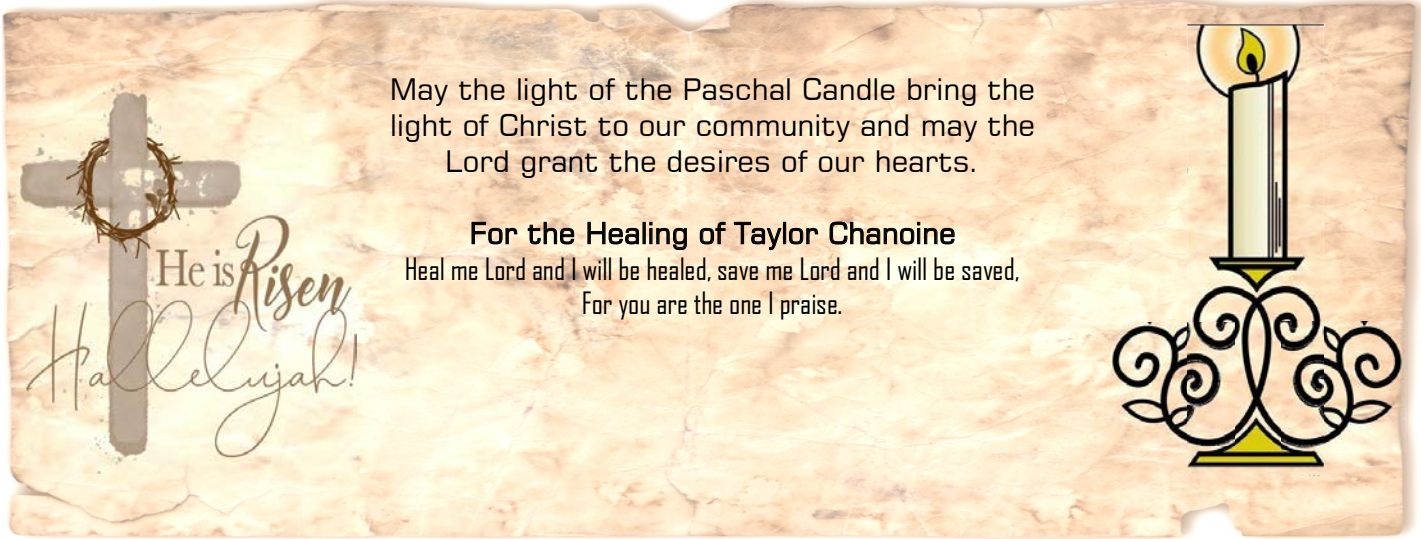 May the light of the Paschal Candle bring the
light of Christ to our community and may the
Lord grant the desires of our hearts.
For the Healing of Taylor Chanoine
Heal me Lord and I will be healed, save me Lord and I will be saved,
For you are the one I praise.
He is Risen
Hallelujah!